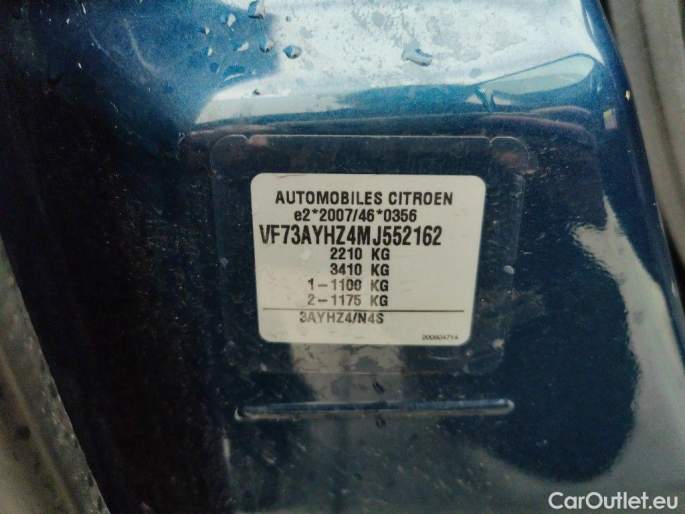 AUTOMOBILES CITROEN
e2*2007/46*0356
VF73AYHZ4MJ552162
2210 KG
3410 KG
1-1100 KG
2-1175 KG
3AYHZ4/N4S
CarOutlet.eu